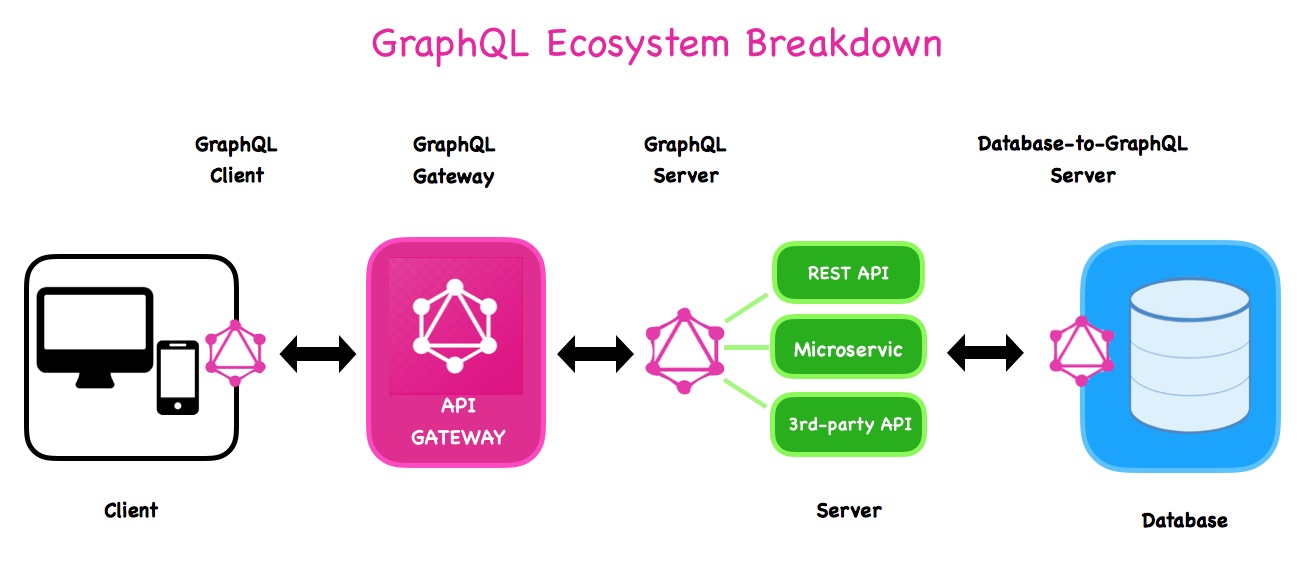 GraphQL Ecosystem Breakdown
GraphQL
Client
GraphQL
Gateway
GraphQL
Server
Database-to-GraphQL
Server
API
GATEWAY
REST API
Microservic
3rd-party API
Client
Server
Database